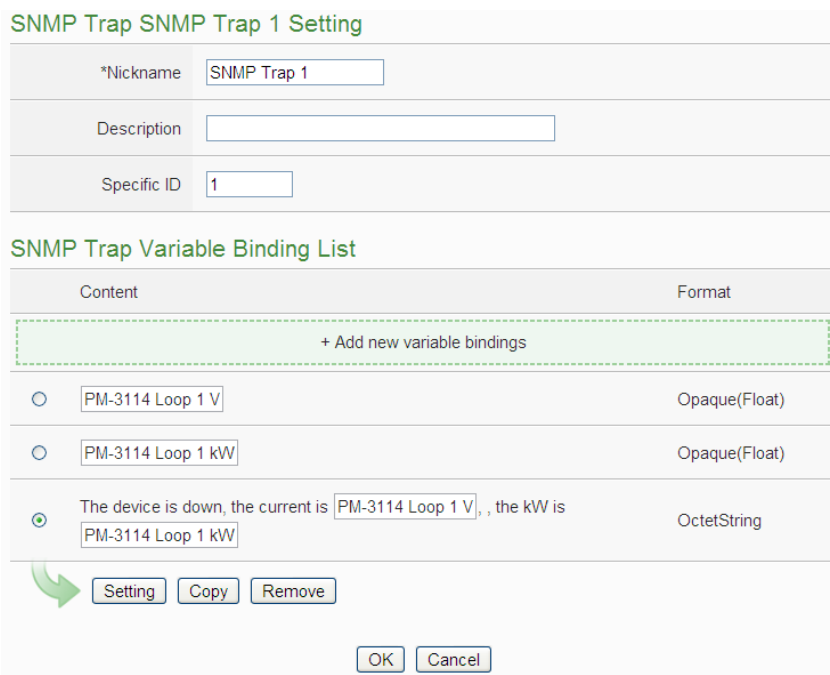 SNMP Trap SNMP Trap 1 Setting
*Nickname SNMP Trap 1
Description
Specific ID 1
SNMP Trap Variable Binding List
Content Format
+ Add new variable bindings
PM-3114 Loop 1 V Opaque(Float)
PM-3114 Loop 1 kW Opaque(Float)
The device is down, the current is PM-3114 Loop 1 V , , the kW is
PM-3114 Loop 1 kW OctetString
Setting Copy Remove
OK Cancel